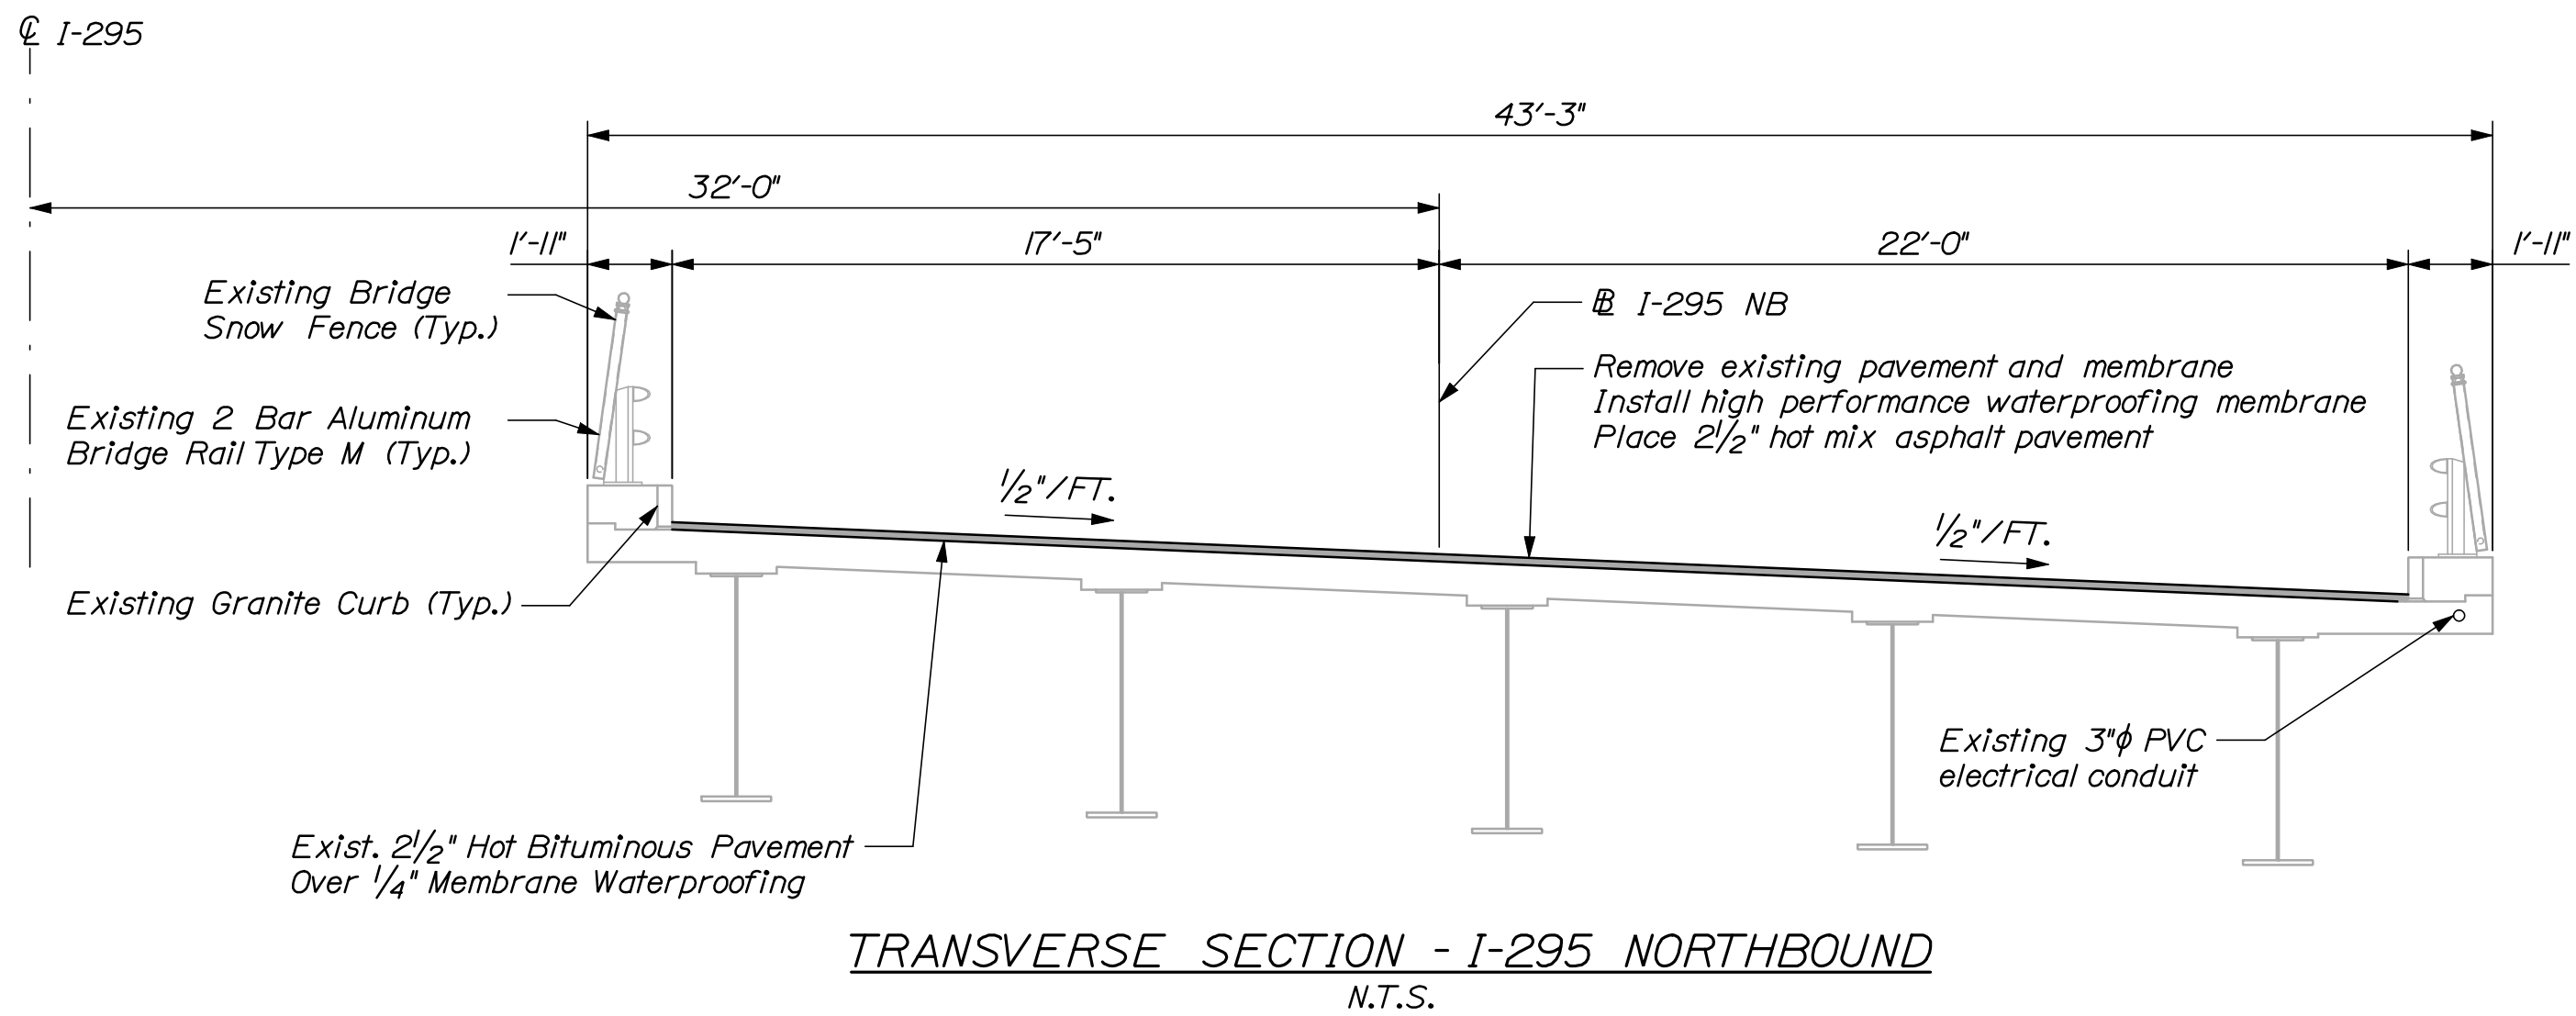 ℄ I-295
43'-3"
32'-0"
1'-11"
17'-5"
22'-0"
1'-11"
Existing Bridge
Snow Fence (Typ.)
Existing 2 Bar Aluminum
Bridge Rail Type M (Typ.)
Existing Granite Curb (Typ.)
BL I-295 NB
Remove existing pavement and membrane
Install high performance waterproofing membrane
Place 2½" hot mix asphalt pavement
½"/FT.
½"/FT.
Existing 3"ϕ PVC
electrical conduit
Exist. 2½" Hot Bituminous Pavement
Over ¼" Membrane Waterproofing
TRANSVERSE SECTION - I-295 NORTHBOUND
N.T.S.